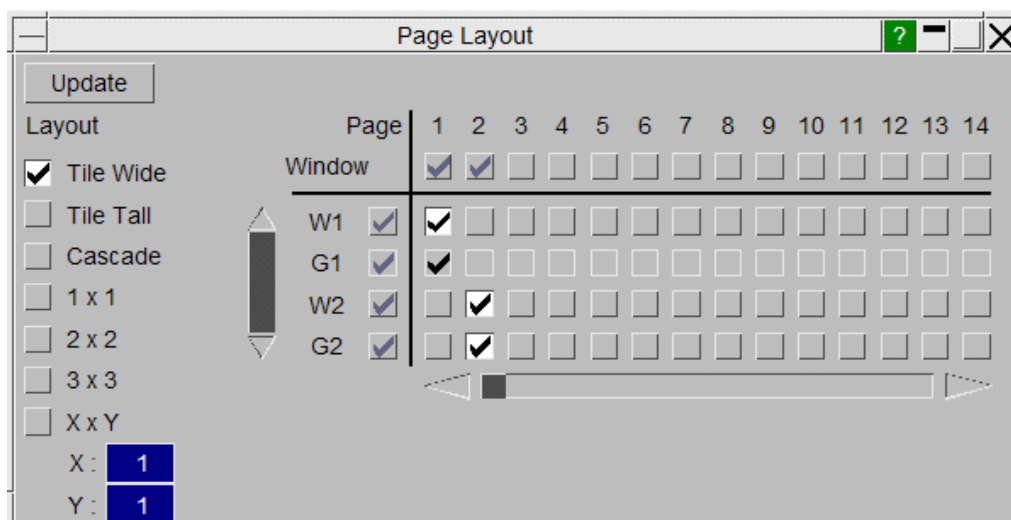 Page Layout ?
Update
Layout Page 1 2 3 4 5 6 7 8 9 10 11 12 13 14
Window
Tile Wide
Tile Tall W1
Cascade G1
1 x 1 W2
2 x 2 G2
3 x 3
X x Y
X : 1
Y : 1